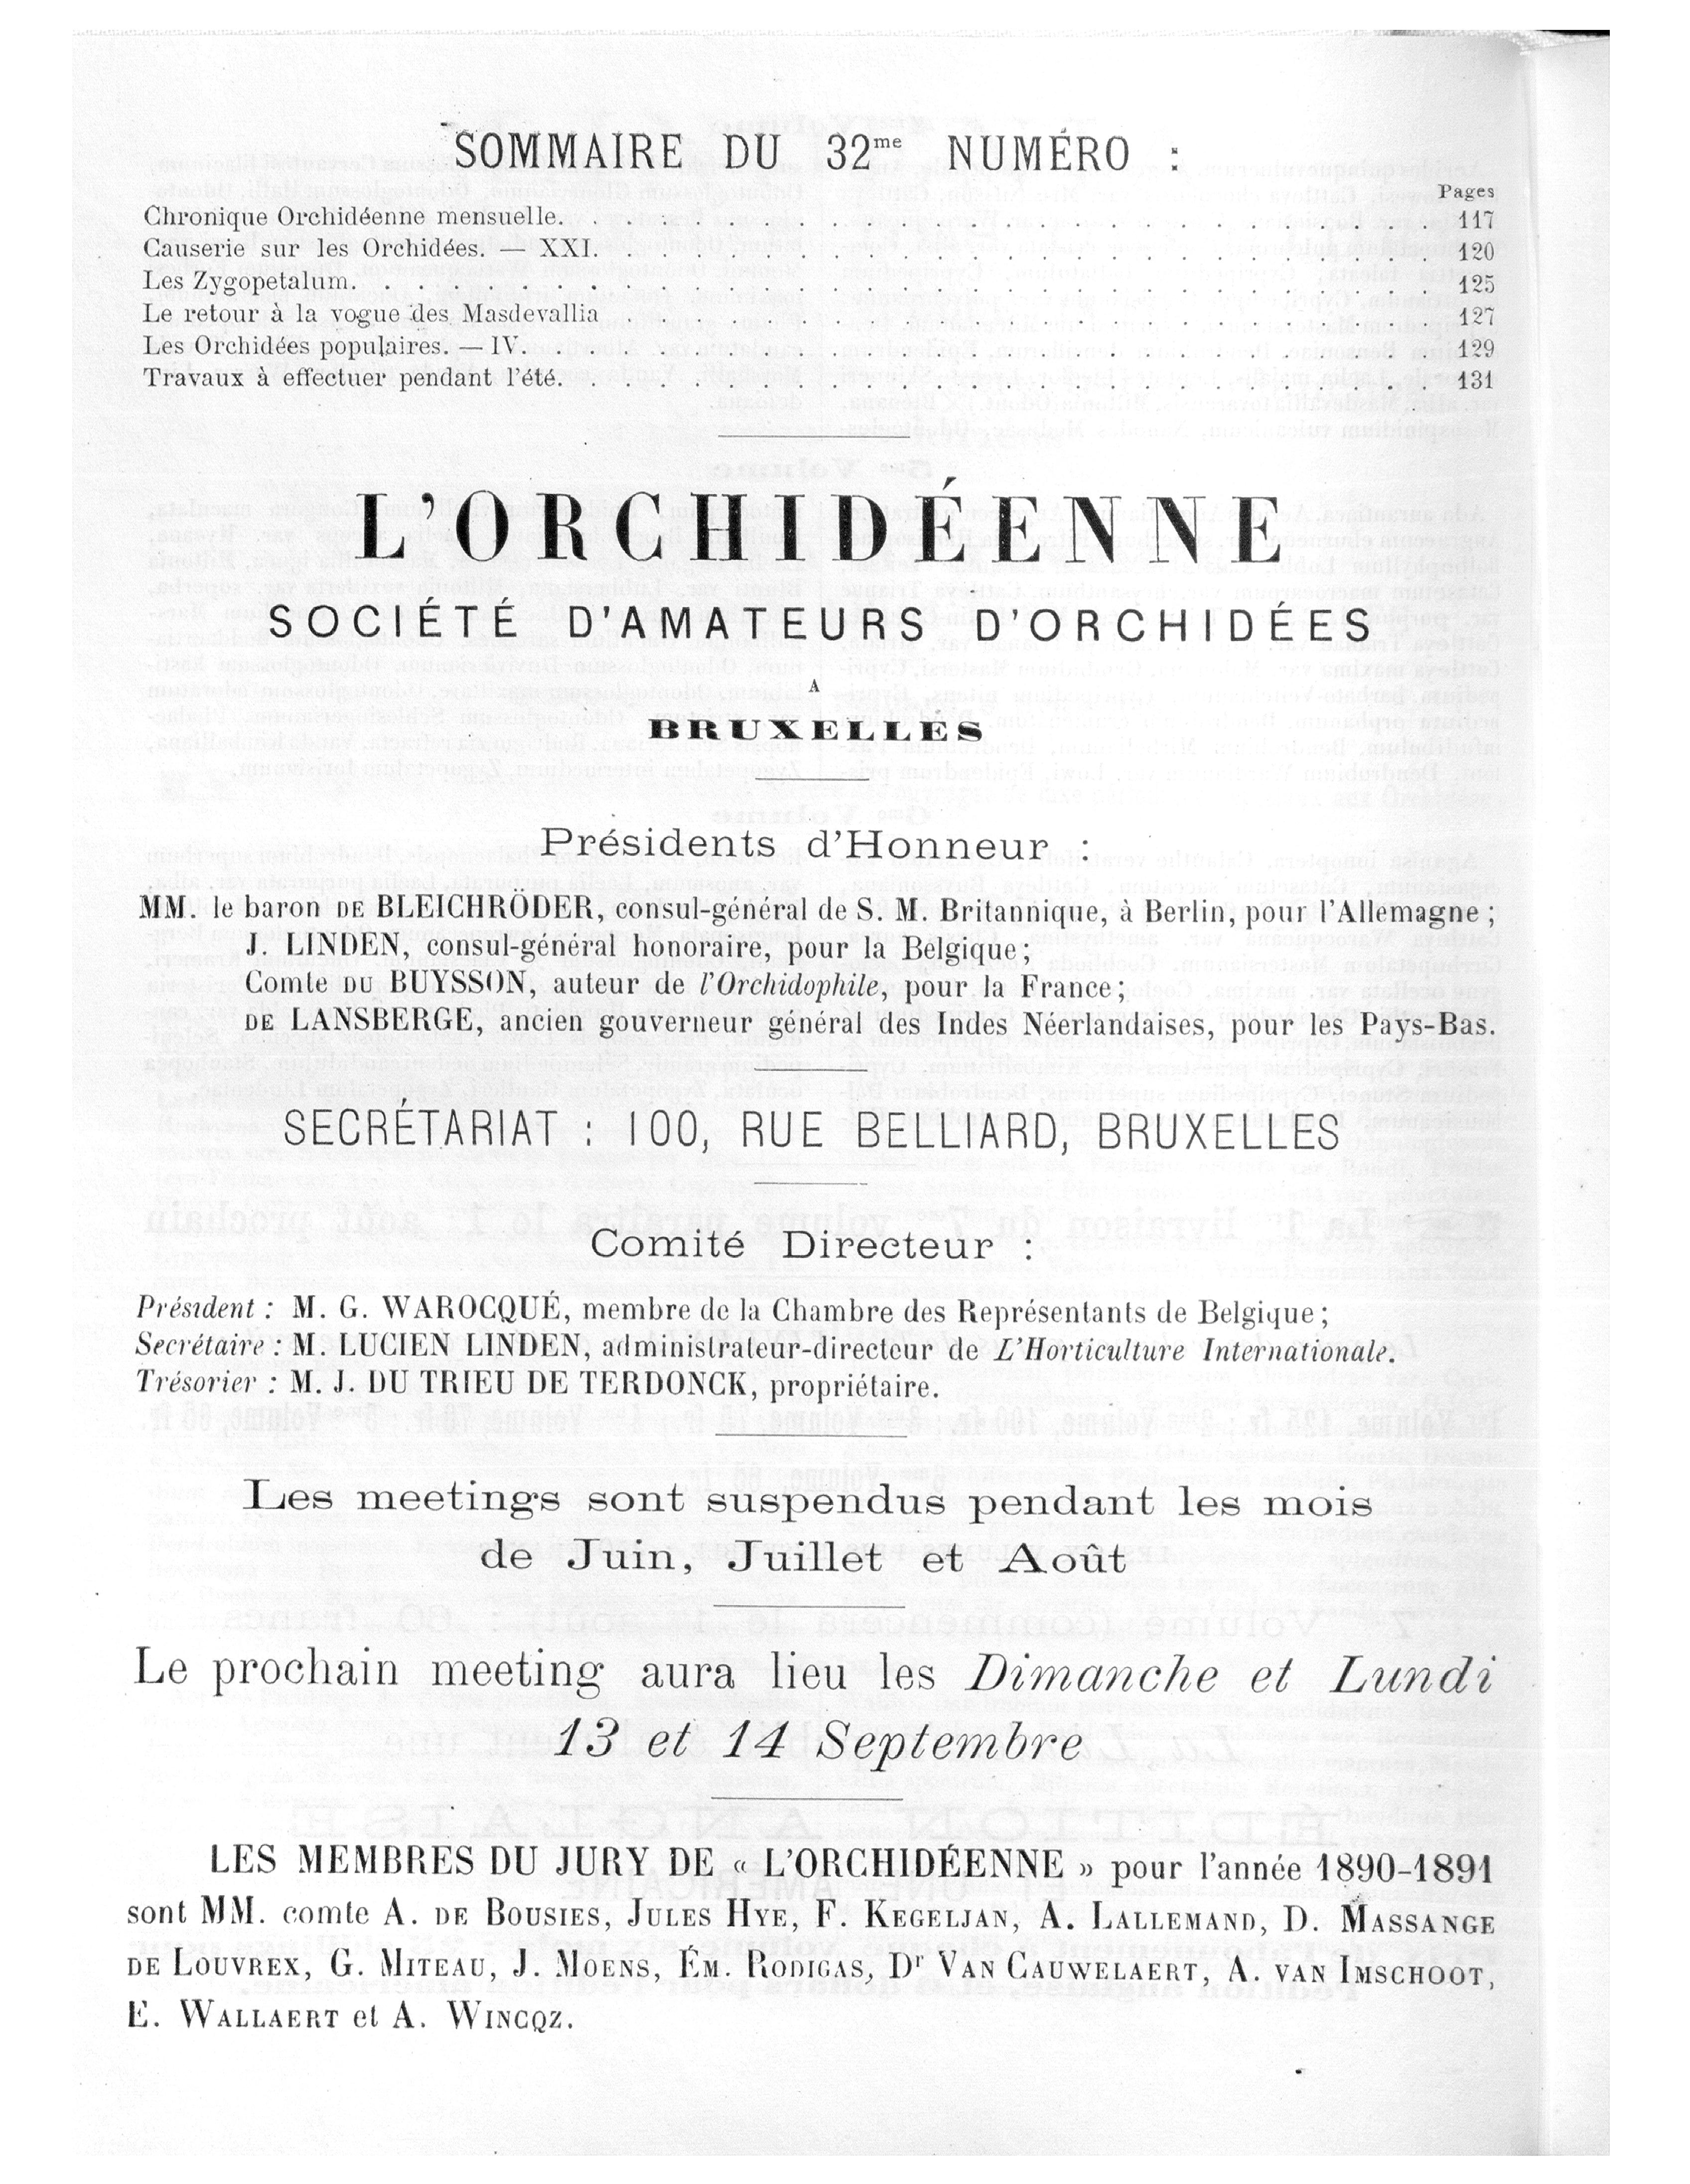 SOMMAIRE DU 32me NUMÉRO :
Pages
Chronique Orchidéenne mensuelle. . . . . . . . . . . . . . . . . . . . . . 117
Causerie sur les Orchidées. — XXI. . . . . . . . . . . . . . . . . . . . . 120
Les Zygopetalum. . . . . . . . . . . . . . . . . . . . . . . . . . . . 125
Le retour à la vogue des Masdevallia . . . . . . . . . . . . . . . . . . . . 127
Les Orchidées populaires. — IV. . . . . . . . . . . . . . . . . . . . . . . 129
Travaux à effectuer pendant l'été. . . . . . . . . . . . . . . . . . . . . . 131
L'ORCHIDÉENNE
SOCIÉTÉ D'AMATEURS D'ORCHIDÉES
A
BRUXELLES
Présidents d'Honneur :
MM. le baron DE BLEICHRÖDER, consul-général de S. M. Britannique, à Berlin, pour l'Allemagne ;
J. LINDEN, consul-général honoraire, pour la Belgique ;
Comte DU BUYSSON, auteur de l'Orchidophile, pour la France ;
DE LANSBERGE, ancien gouverneur général des Indes Néerlandaises, pour les Pays-Bas.
SECRÉTARIAT : 100, RUE BELLIARD, BRUXELLES
Comité Directeur :
Président : M. G. WAROCQUÉ, membre de la Chambre des Représentants de Belgique ;
Secrétaire : M. LUCIEN LINDEN, administrateur-directeur de L'Horticulture Internationale.
Trésorier : M. J. DU TRIEU DE TERDONCK, propriétaire.
Les meetings sont suspendus pendant les mois
de Juin, Juillet et Août
Le prochain meeting aura lieu les Dimanche et Lundi
13 et 14 Septembre
LES MEMBRES DU JURY DE « L'ORCHIDÉENNE » pour l'année 1890-1891
sont MM. comte A. DE BOUSIES, JULES HYE, F. KEGELJAN, A. LALLEMAND, D. MASSANGE
DE LOUVREX, G. MITEAU, J. MOENS, ÉM. RODIGAS, Dr VAN CAUWELAERT, A. VAN IMSCHOOT,
E. WALLAERT et A. WINCQZ.